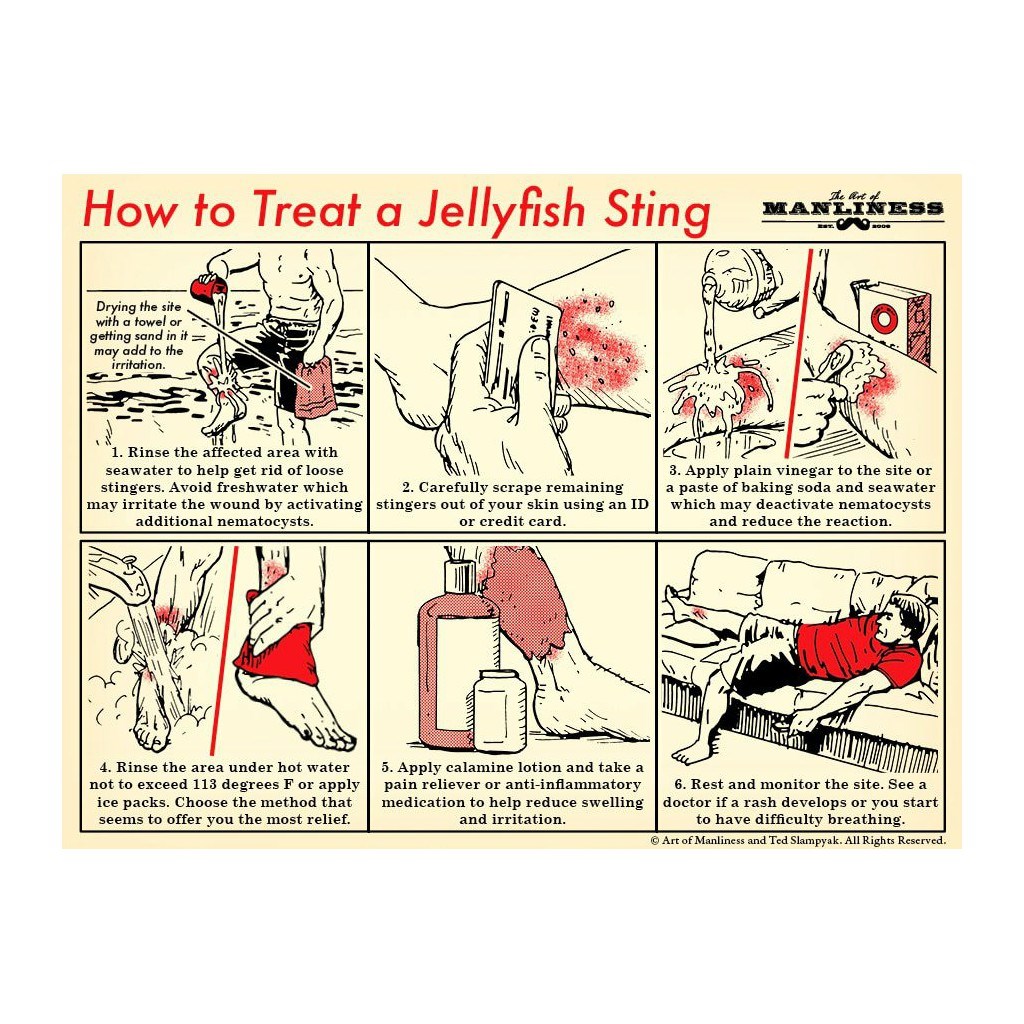 How to Treat a Jellyfish Sting
The Art of
MANLINESS
EST. 2008
Drying the site
with a towel or
getting sand in it
may add to the
irritation.
1. Rinse the affected area with
seawater to help get rid of loose
stingers. Avoid freshwater which
may irritate the wound by activating
additional nematocysts.
2. Carefully scrape remaining
stingers out of your skin using an ID
or credit card.
3. Apply plain vinegar to the site or
a paste of baking soda and seawater
which may deactivate nematocysts
and reduce the reaction.
4. Rinse the area under hot water
not to exceed 113 degrees F or apply
ice packs. Choose the method that
seems to offer you the most relief.
5. Apply calamine lotion and take a
pain reliever or anti-inflammatory
medication to help reduce swelling
and irritation.
6. Rest and monitor the site. See a
doctor if a rash develops or you start
to have difficulty breathing.
© Art of Manliness and Ted Slampyak. All Rights Reserved.